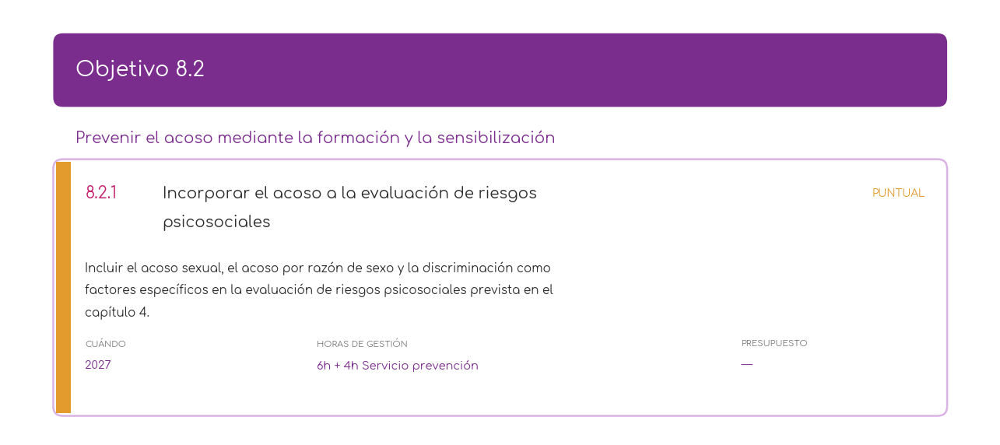 Objetivo 8.2
Prevenir el acoso mediante la formación y la sensibilización
8.2.1
Incorporar el acoso a la evaluación de riesgos
psicosociales
PUNTUAL
Incluir el acoso sexual, el acoso por razón de sexo y la discriminación como
factores específicos en la evaluación de riesgos psicosociales prevista en el
capítulo 4.
CUÁNDO
2027
HORAS DE GESTIÓN
6h + 4h Servicio prevención
PRESUPUESTO
—